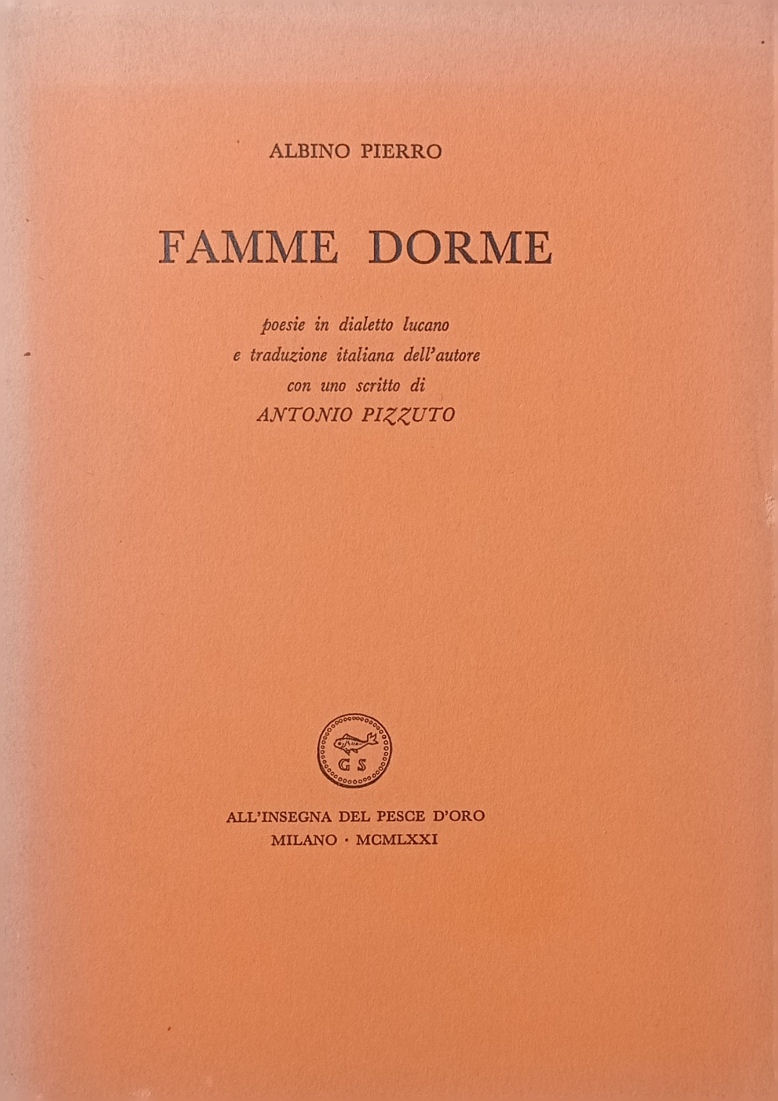 ALBINO PIERRO
FAMME DORME
poesie in dialetto lucano
e traduzione italiana dell'autore
con uno scritto di
ANTONIO PIZZUTO
G S
ALL'INSEGNA DEL PESCE D'ORO
MILANO · MCMLXXI